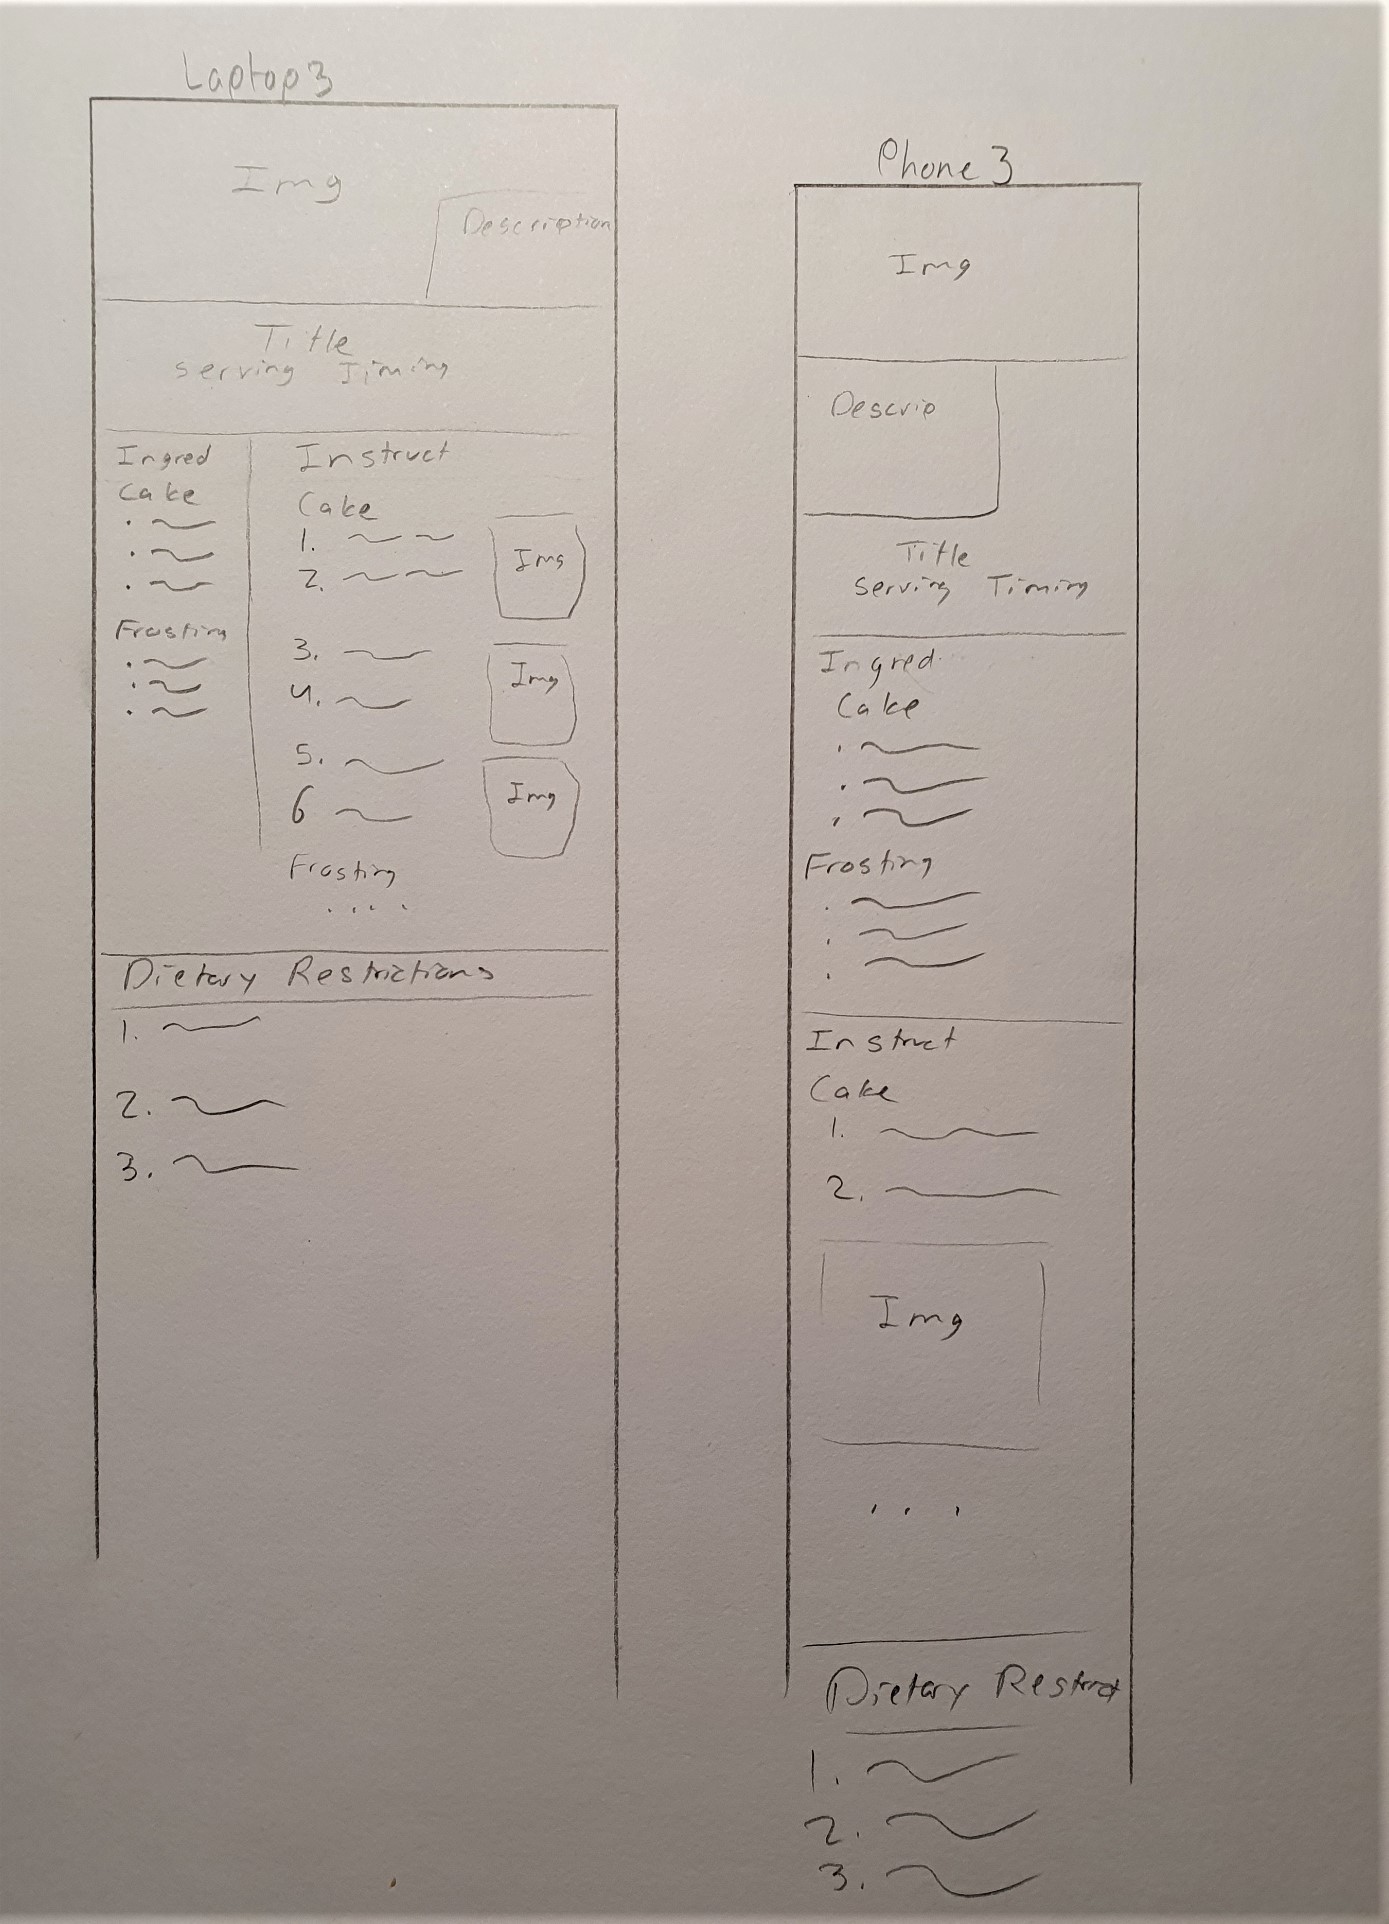 Laptop 3
Img
Description
Title
serving Timing
Ingred
Cake
Frosting
Instruct
Cake
1.
2.
Img
3.
4.
Img
5.
6
Img
Frosting
....
Dietary Restrictions
1.
2.
3.
Phone 3
Img
Descrip
Title
serving Timing
Ingred
Cake
Frosting
Instruct
Cake
1.
2.
Img
...
Dietary Restrict
1.
2.
3.